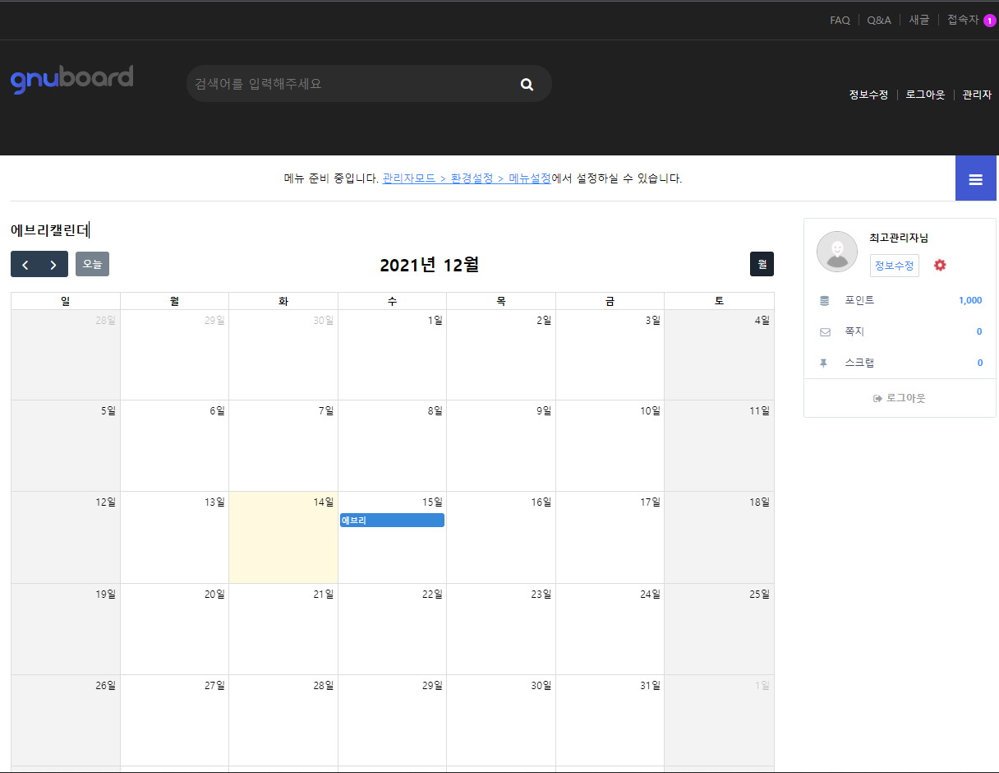 FAQ Q&A 새글 접속자 1
gnuboard
검색어를 입력해주세요
정보수정 로그아웃 관리자
메뉴 준비 중입니다. 관리자모드 > 환경설정 > 메뉴설정에서 설정하실 수 있습니다.
에브리캘린더
오늘 2021년 12월 월
일 월 화 수 목 금 토
28일 29일 30일 1일 2일 3일 4일
5일 6일 7일 8일 9일 10일 11일
12일 13일 14일 15일 16일 17일 18일
에브리
19일 20일 21일 22일 23일 24일 25일
26일 27일 28일 29일 30일 31일 1일
최고관리자님
정보수정
포인트 1,000
쪽지 0
스크랩 0
로그아웃